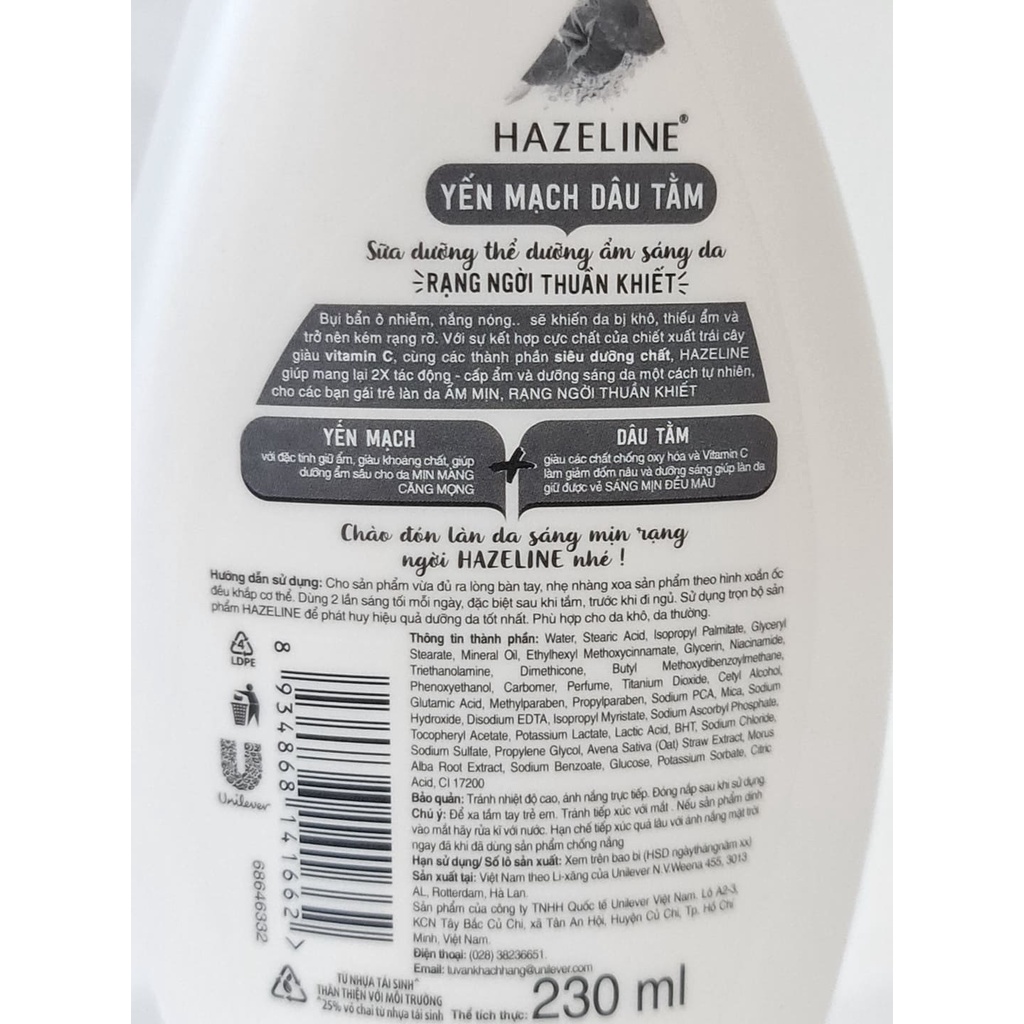 HAZELINE®
YẾN MẠCH DÂU TẰM
Sữa dưỡng thể dưỡng ẩm sáng da
RẠNG NGỜI THUẦN KHIẾT
Bụi bẩn ô nhiễm, nắng nóng.. sẽ khiến da bị khô, thiếu ẩm và
trở nên kém rạng rỡ. Với sự kết hợp cực chất của chiết xuất trái cây
giàu vitamin C, cùng các thành phần siêu dưỡng chất, HAZELINE
giúp mang lại 2X tác động - cấp ẩm và dưỡng sáng da một cách tự nhiên,
cho các bạn gái trẻ làn da ẨM MỊN, RẠNG NGỜI THUẦN KHIẾT
YẾN MẠCH
với đặc tính giữ ẩm, giàu khoáng chất, giúp
dưỡng ẩm sâu cho da MỊN MÀNG
CĂNG MỌNG
+
DÂU TẰM
giàu các chất chống oxy hóa và Vitamin C
làm giảm đốm nâu và dưỡng sáng giúp làn da
giữ được vẻ SÁNG MỊN ĐỀU MÀU
Chào đón làn da sáng mịn rạng
ngời HAZELINE nhé !
Hướng dẫn sử dụng: Cho sản phẩm vừa đủ ra lòng bàn tay, nhẹ nhàng xoa sản phẩm theo hình xoắn ốc
đều khắp cơ thể. Dùng 2 lần sáng tối mỗi ngày, đặc biệt sau khi tắm, trước khi đi ngủ. Sử dụng trọn bộ sản
phẩm HAZELINE để phát huy hiệu quả dưỡng da tốt nhất. Phù hợp cho da khô, da thường.
Thông tin thành phần: Water, Stearic Acid, Isopropyl Palmitate, Glyceryl
Stearate, Mineral Oil, Ethylhexyl Methoxycinnamate, Glycerin, Niacinamide,
Triethanolamine, Dimethicone, Butyl Methoxydibenzoylmethane,
Phenoxyethanol, Carbomer, Perfume, Titanium Dioxide, Cetyl Alcohol,
Glutamic Acid, Methylparaben, Propylparaben, Sodium PCA, Mica, Sodium
Hydroxide, Disodium EDTA, Isopropyl Myristate, Sodium Ascorbyl Phosphate,
Tocopheryl Acetate, Potassium Lactate, Lactic Acid, BHT, Sodium Chloride,
Sodium Sulfate, Propylene Glycol, Avena Sativa (Oat) Straw Extract, Morus
Alba Root Extract, Sodium Benzoate, Glucose, Potassium Sorbate, Citric
Acid, CI 17200
Bảo quản: Tránh nhiệt độ cao, ánh nắng trực tiếp. Đóng nắp sau khi sử dụng.
Chú ý: Để xa tầm tay trẻ em. Tránh tiếp xúc với mắt . Nếu sản phẩm dính
vào mắt hãy rửa kĩ với nước. Hạn chế tiếp xúc quá lâu với ánh nắng mặt trời
ngay đã khi đã dùng sản phẩm chống nắng
Hạn sử dụng/ Số lô sản xuất: Xem trên bao bì (HSD ngàythángnăm xx)
Sản xuất tại: Việt Nam theo Li-xăng của Unilever N.V.Weena 455, 3013
AL, Rotterdam, Hà Lan.
Sản phẩm của công ty TNHH Quốc tế Unilever Việt Nam. Lô A2-3,
KCN Tây Bắc Củ Chi, xã Tân An Hội, Huyện Củ Chi, Tp. Hồ Chí
Minh, Việt Nam.
Điện thoại: (028) 38236651.
Email: tuvankhachhang@unilever.com
4
LDPE
Unilever
8 934868 141662 >
68646332
TỪ NHỰA TÁI SINH*
THÂN THIỆN VỚI MÔI TRƯỜNG
*25% vỏ chai từ nhựa tái sinh
Thể tích thực: 230 ml